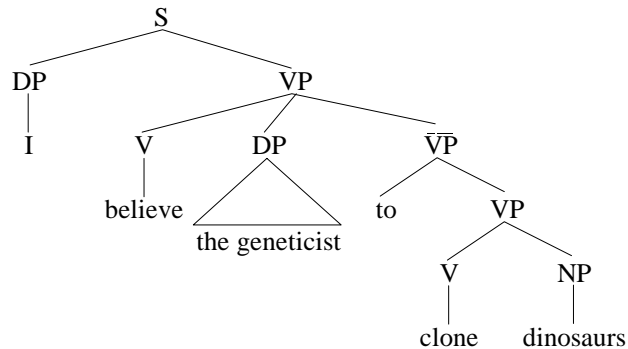 S
DP VP
I V DP V̅P̅
believe to
the geneticist VP
V NP
clone dinosaurs